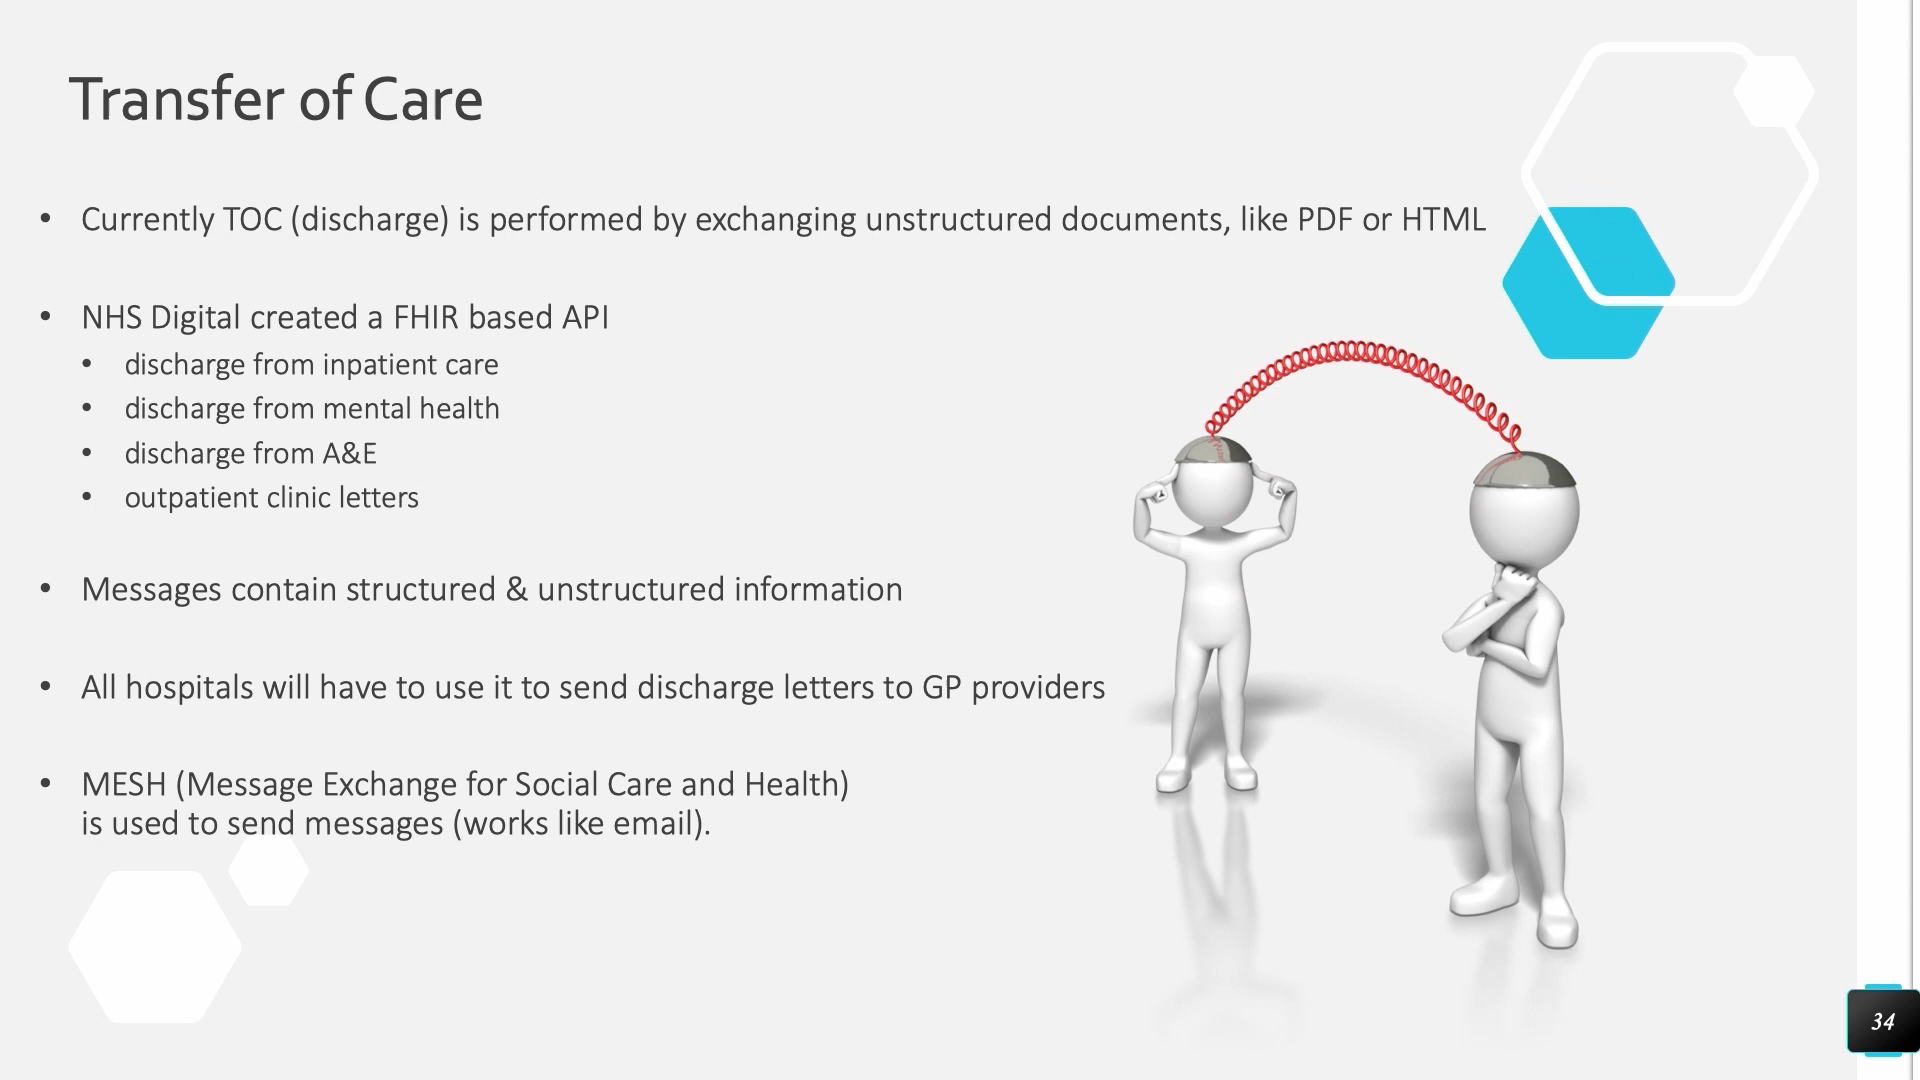 Transfer of Care
• Currently TOC (discharge) is performed by exchanging unstructured documents, like PDF or HTML
• NHS Digital created a FHIR based API
• discharge from inpatient care
• discharge from mental health
• discharge from A&E
• outpatient clinic letters
• Messages contain structured & unstructured information
• All hospitals will have to use it to send discharge letters to GP providers
• MESH (Message Exchange for Social Care and Health)
is used to send messages (works like email).
34